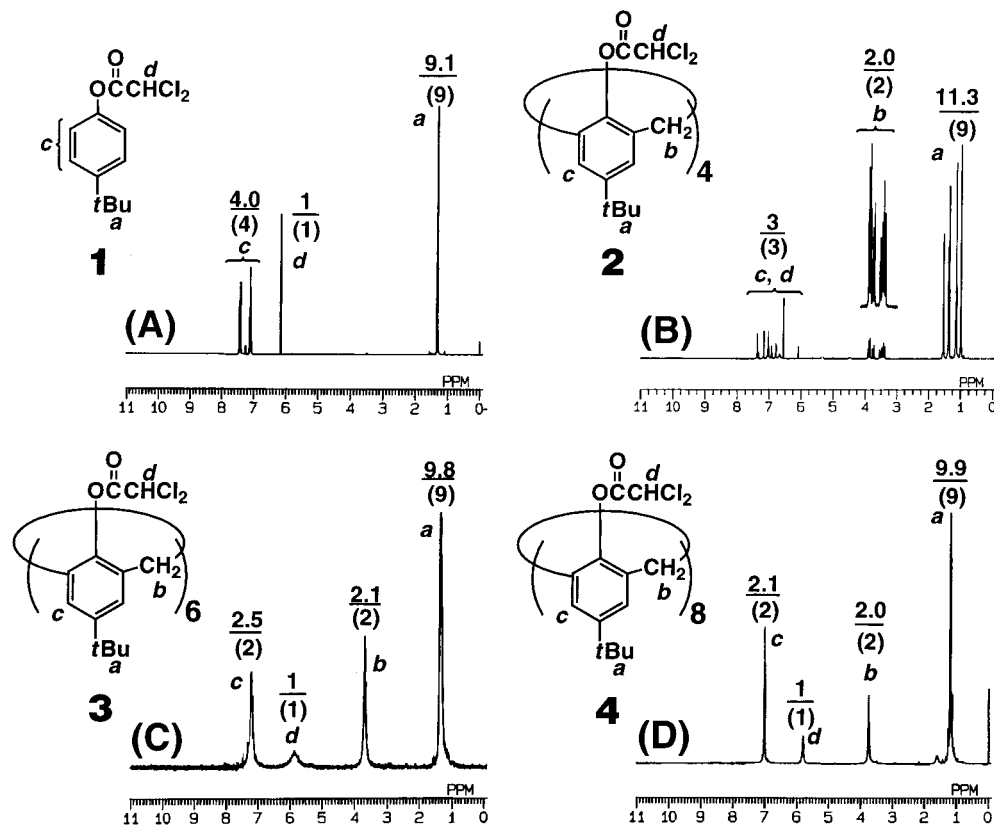 1
O
d
OCCHCl2
c
tBu
a
1
(A)
4.0
(4)
c
1
(1)
d
9.1
(9)
a
PPM
11 10 9 8 7 6 5 4 3 2 1 0
2
O
d
OCCHCl2
CH2
b
4
c
tBu
a
2
(B)
3
(3)
c, d
2.0
(2)
b
11.3
(9)
a
PPM
11 10 9 8 7 6 5 4 3 2 1 0
3
O
d
OCCHCl2
CH2
b
6
c
tBu
a
3
(C)
2.5
(2)
c
1
(1)
d
2.1
(2)
b
9.8
(9)
a
PPM
11 10 9 8 7 6 5 4 3 2 1 0
4
O
d
OCCHCl2
CH2
b
8
c
tBu
a
4
(D)
2.1
(2)
c
1
(1)
d
2.0
(2)
b
9.9
(9)
a
PPM
11 10 9 8 7 6 5 4 3 2 1 0